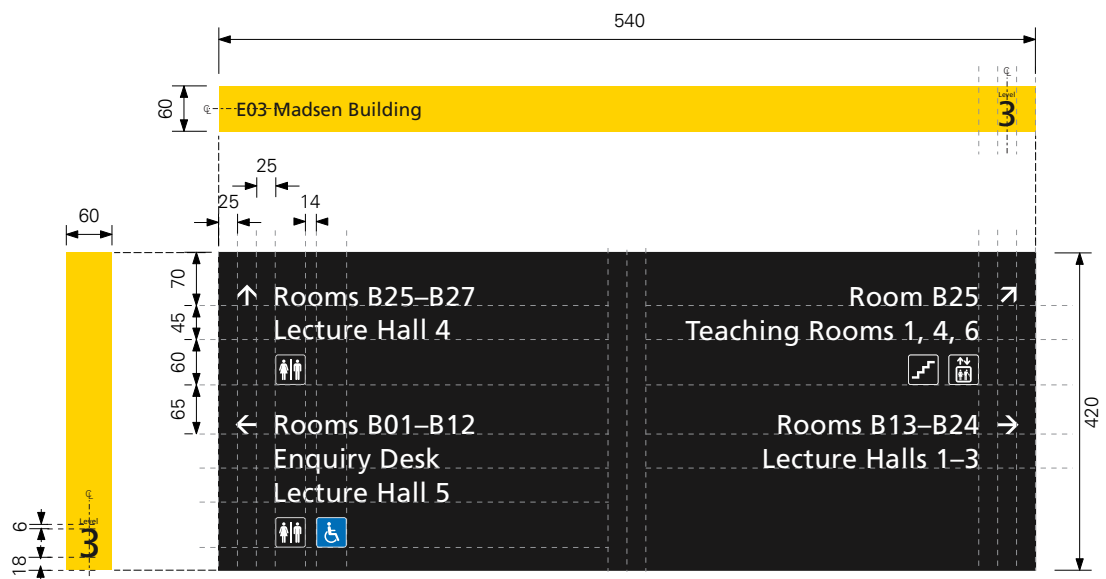 540
60
E03 Madsen Building
Level
3
25
25
14
60
70
45
60
65
420
Rooms B25–B27
Lecture Hall 4
Room B25
Teaching Rooms 1, 4, 6
Rooms B01–B12
Enquiry Desk
Lecture Hall 5
Rooms B13–B24
Lecture Halls 1–3
6
18
Level
3